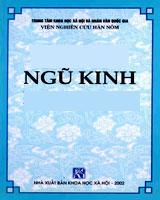 TRUNG TÂM KHOA HỌC XÃ HỘI VÀ NHÂN VĂN QUỐC GIA
VIỆN NGHIÊN CỨU HÁN NÔM
NGŨ KINH
NHÀ XUẤT BẢN KHOA HỌC XÃ HỘI - 2002